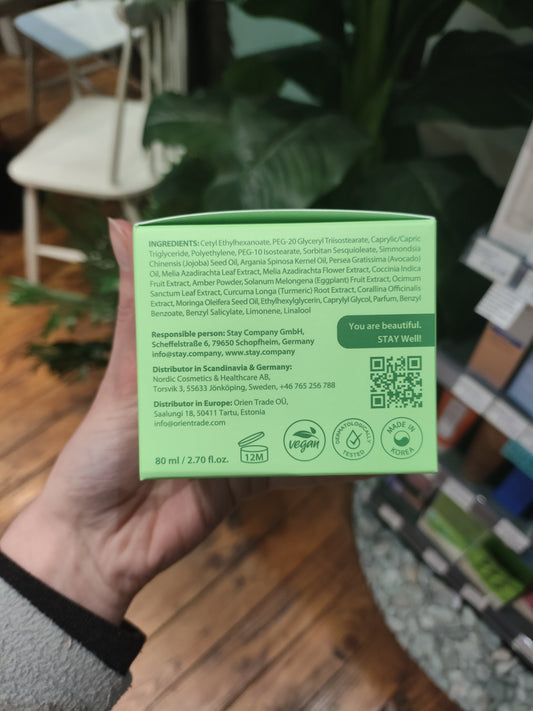 INGREDIENTS: Cetyl Ethylhexanoate, PEG-20 Glyceryl Triisostearate, Caprylic/Capric
Triglyceride, Polyethylene, PEG-10 Isostearate, Sorbitan Sesquioleate, Simmondsia
Chinensis (Jojoba) Seed Oil, Argania Spinosa Kernel Oil, Persea Gratissima (Avocado)
Oil, Melia Azadirachta Leaf Extract, Melia Azadirachta Flower Extract, Coccinia Indica
Fruit Extract, Amber Powder, Solanum Melongena (Eggplant) Fruit Extract, Ocimum
Sanctum Leaf Extract, Curcuma Longa (Turmeric) Root Extract, Corallina Officinalis
Extract, Moringa Oleifera Seed Oil, Ethylhexylglycerin, Caprylyl Glycol, Parfum, Benzyl
Benzoate, Benzyl Salicylate, Limonene, Linalool
Responsible person: Stay Company GmbH,
Scheffelstraße 6, 79650 Schopfheim, Germany
info@stay.company, www.stay.company
You are beautiful.
STAY Well!
Distributor in Scandinavia & Germany:
Nordic Cosmetics & Healthcare AB,
Torsvik 3, 55633 Jönköping, Sweden, +46 765 256 788
Distributor in Europe: Orien Trade OÜ,
Saalungi 18, 50411 Tartu, Estonia
info@orientrade.com
80 ml / 2.70 fl.oz.
12M
vegan
DERMATOLOGICALLY
TESTED
MADE IN
KOREA